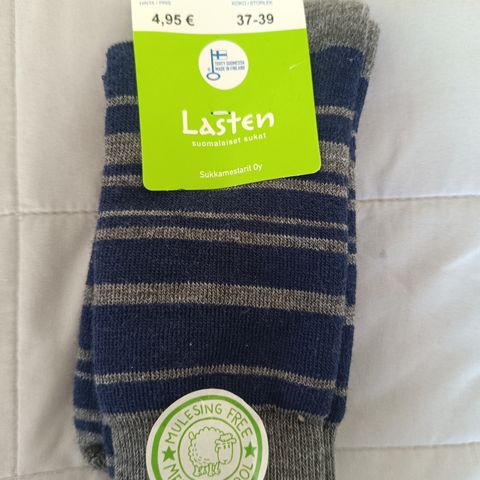 HINTA / PRIS
KOKO / STORLEK
4,95 €
37-39
TEHTY SUOMESSA
MADE IN FINLAND
Lasten
suomalaiset sukat
Sukkamestarit Oy
MULESING FREE